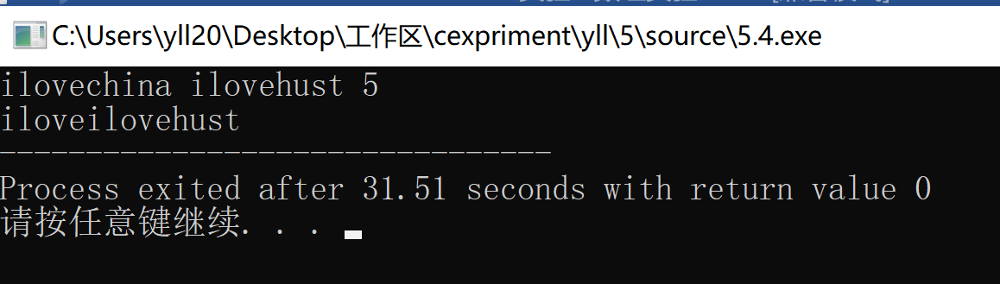 C:\Users\yll20\Desktop\工作区\cexpriment\yll\5\source\5.4.exe
ilovechina ilovehust 5
iloveilovehust
--------------------------------
Process exited after 31.51 seconds with return value 0
请按任意键继续. . .